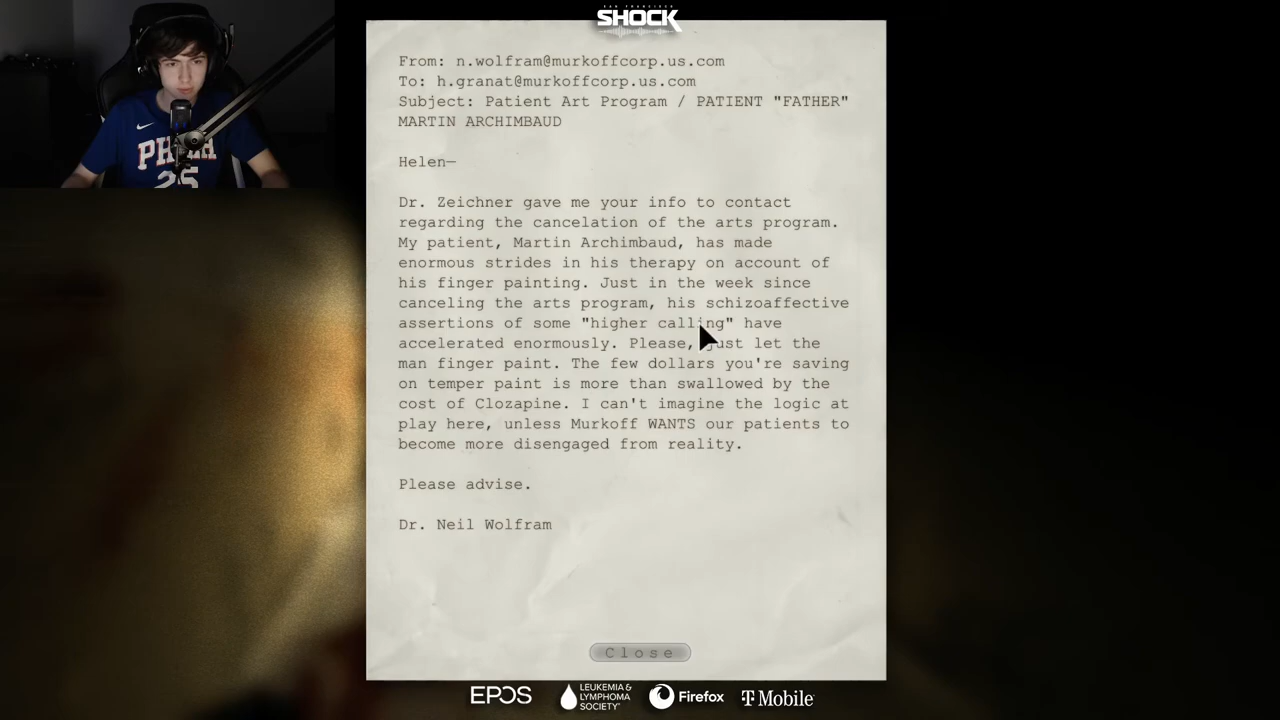 SAN FRANCISCO
SHOCK
From: n.wolfram@murkoffcorp.us.com
To: h.granat@murkoffcorp.us.com
Subject: Patient Art Program / PATIENT "FATHER"
MARTIN ARCHIMBAUD
Helen—
Dr. Zeichner gave me your info to contact
regarding the cancelation of the arts program.
My patient, Martin Archimbaud, has made
enormous strides in his therapy on account of
his finger painting. Just in the week since
canceling the arts program, his schizoaffective
assertions of some "higher calling" have
accelerated enormously. Please, just let the
man finger paint. The few dollars you're saving
on temper paint is more than swallowed by the
cost of Clozapine. I can't imagine the logic at
play here, unless Murkoff WANTS our patients to
become more disengaged from reality.
Please advise.
Dr. Neil Wolfram
Close
EPOS
LEUKEMIA &
LYMPHOMA
SOCIETY
Firefox
T Mobile
PHILA
25